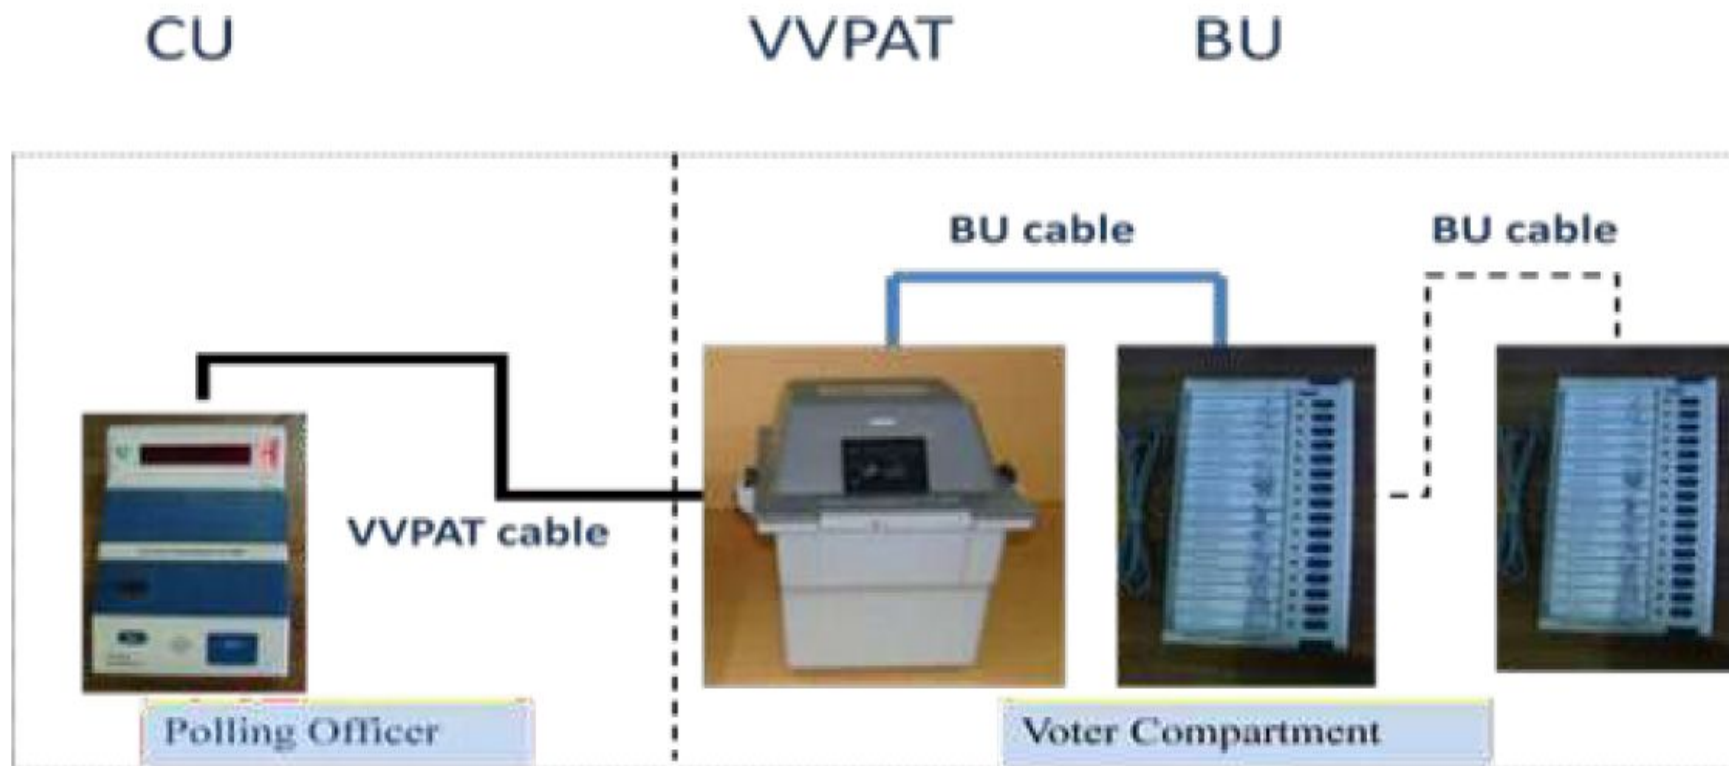 CU
VVPAT
BU
BU cable
BU cable
VVPAT cable
Polling Officer
Voter Compartment